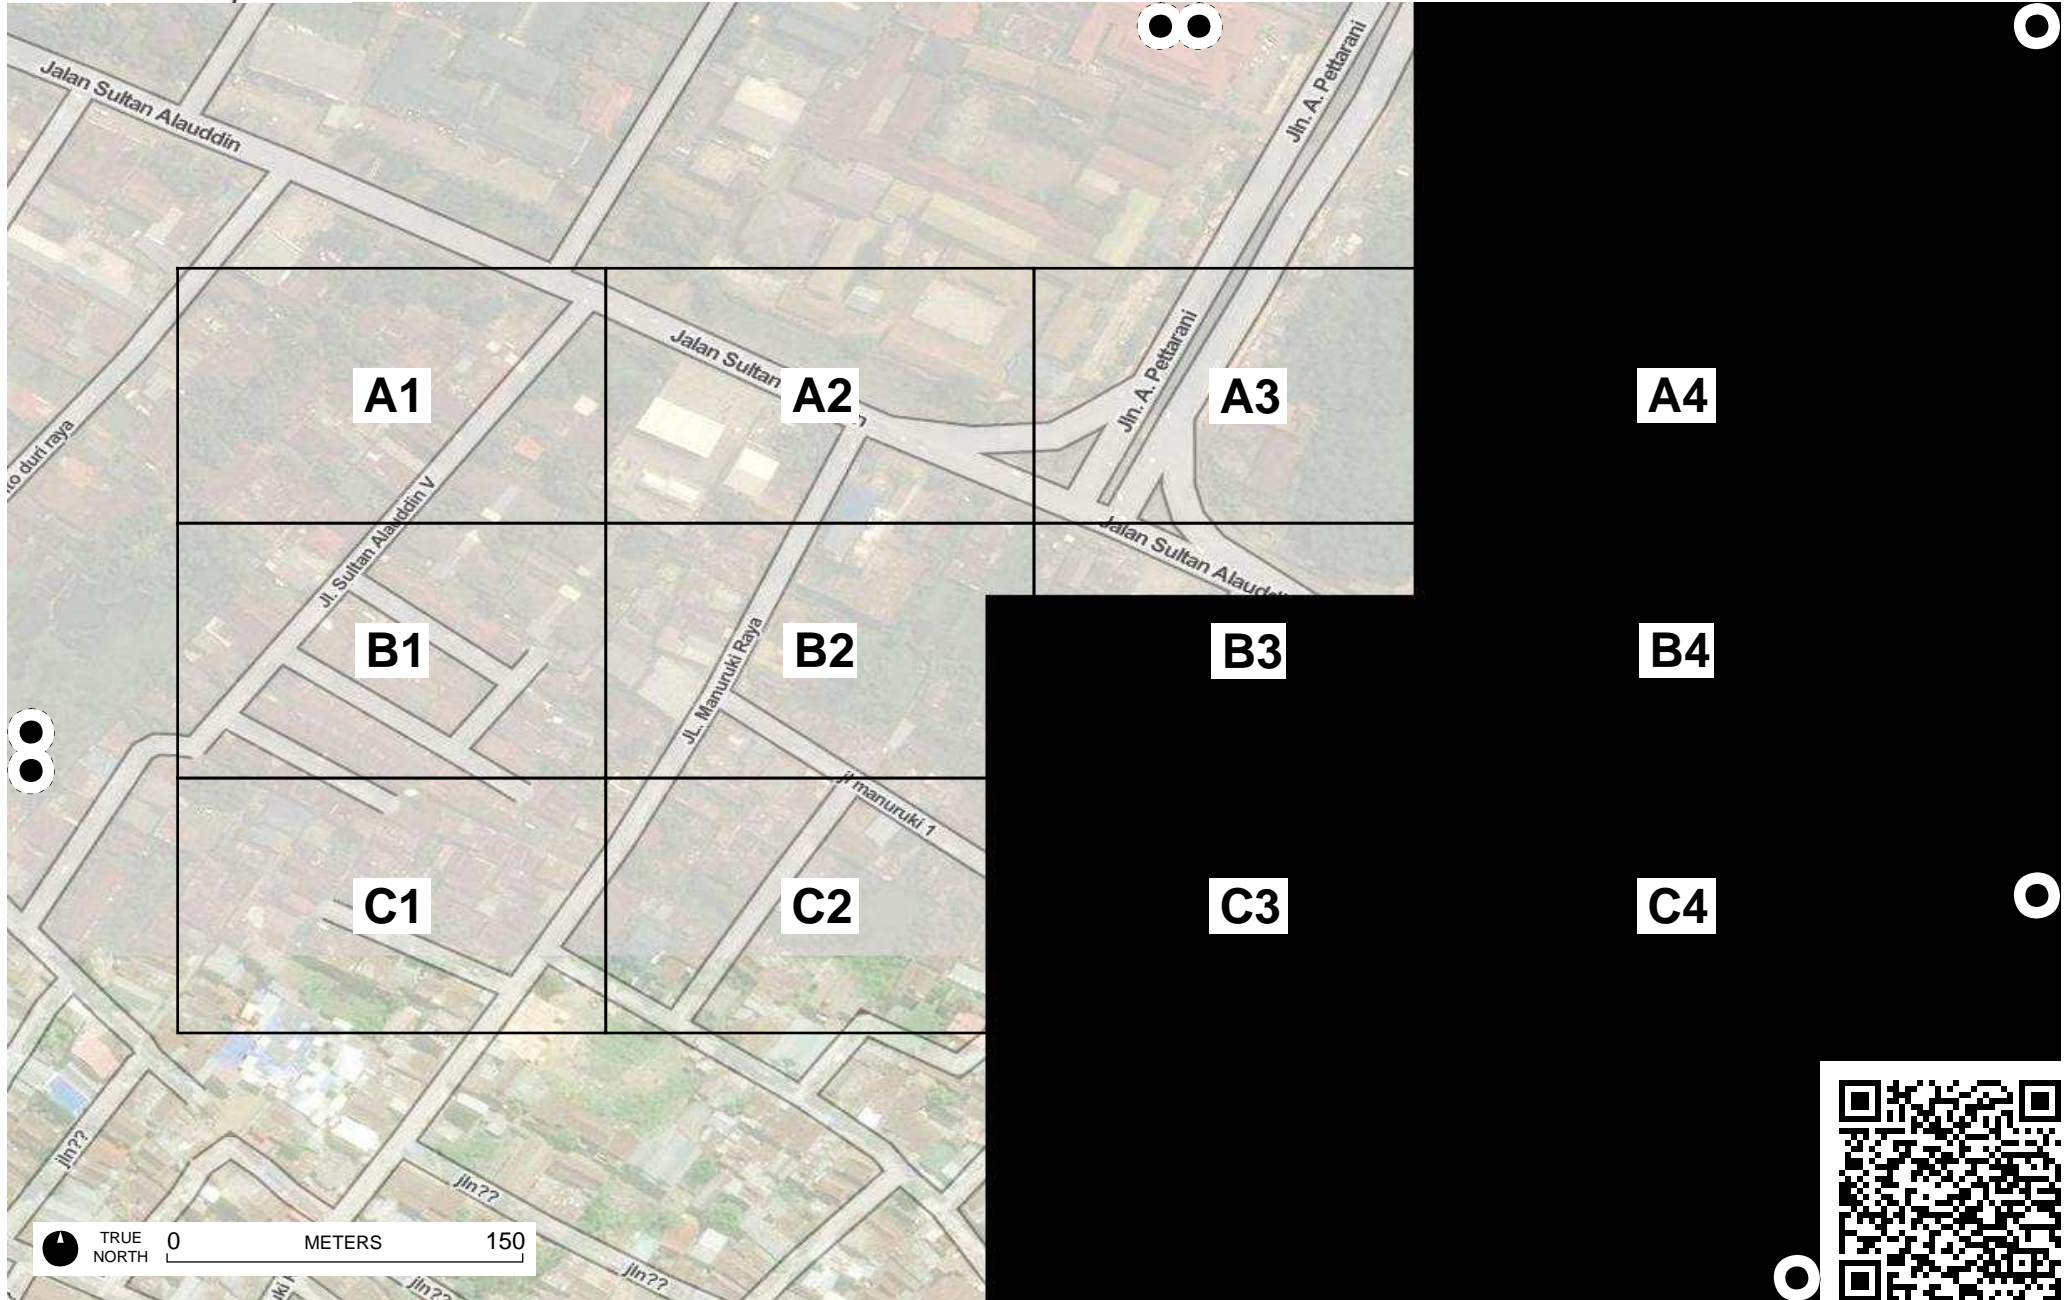 Jalan Sultan Alauddin
Jln. A. Pettarani
Jalan Sultan
Jln. A. Pettarani
A1
A2
A3
A4
to duri raya
Jl. Sultan Alauddin V
Jalan Sultan
B1
B2
B3
B4
JL. Manuruki Raya
jl manuruki 1
C1
C2
C3
C4
jln??
jln??
jln??
jln??
TRUE
NORTH
0 METERS 150